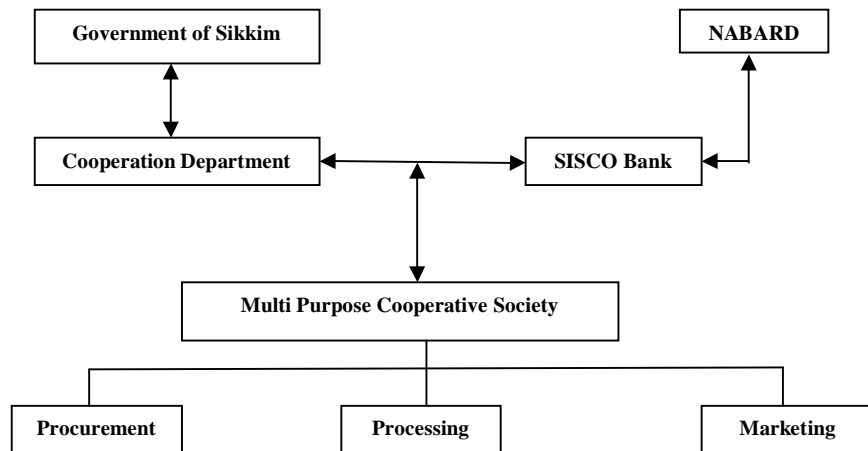 Government of Sikkim
NABARD
Cooperation Department
SISCO Bank
Multi Purpose Cooperative Society
Procurement
Processing
Marketing